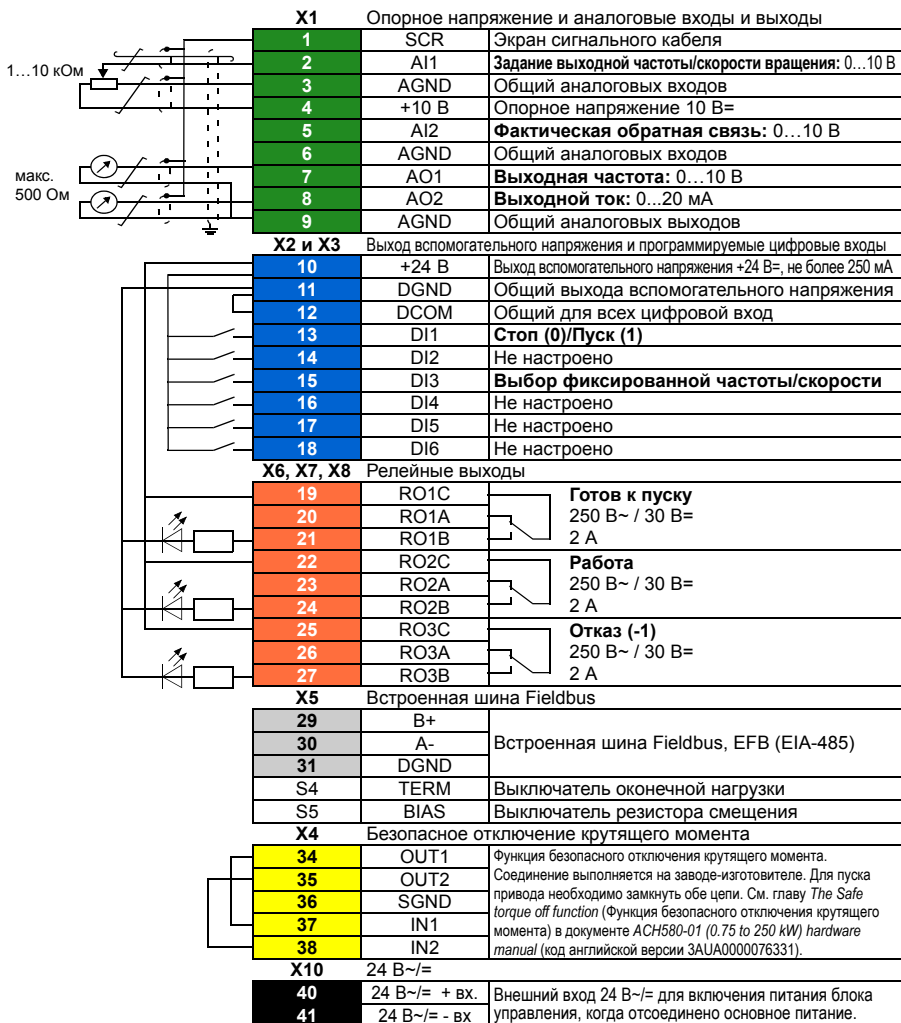 X1 Опорное напряжение и аналоговые входы и выходы
1 SCR Экран сигнального кабеля
1…10 кОм
2 AI1 Задание выходной частоты/скорости вращения: 0…10 В
3 AGND Общий аналоговых входов
4 +10 В Опорное напряжение 10 В=
5 AI2 Фактическая обратная связь: 0…10 В
6 AGND Общий аналоговых входов
макс.
500 Ом
7 AO1 Выходная частота: 0…10 В
8 AO2 Выходной ток: 0...20 мА
9 AGND Общий аналоговых выходов
X2 и X3 Выход вспомогательного напряжения и программируемые цифровые входы
10 +24 В Выход вспомогательного напряжения +24 В=, не более 250 мА
11 DGND Общий выхода вспомогательного напряжения
12 DCOM Общий для всех цифровой вход
13 DI1 Стоп (0)/Пуск (1)
14 DI2 Не настроено
15 DI3 Выбор фиксированной частоты/скорости
16 DI4 Не настроено
17 DI5 Не настроено
18 DI6 Не настроено
X6, X7, X8 Релейные выходы
19 RO1C Готов к пуску
20 RO1A 250 В~ / 30 В=
21 RO1B 2 А
22 RO2C Работа
23 RO2A 250 В~ / 30 В=
24 RO2B 2 А
25 RO3C Отказ (-1)
26 RO3A 250 В~ / 30 В=
27 RO3B 2 А
X5 Встроенная шина Fieldbus
29 B+
30 A- Встроенная шина Fieldbus, EFB (EIA-485)
31 DGND
S4 TERM Выключатель оконечной нагрузки
S5 BIAS Выключатель резистора смещения
X4 Безопасное отключение крутящего момента
34 OUT1 Функция безопасного отключения крутящего момента.
35 OUT2 Соединение выполняется на заводе-изготовителе. Для пуска
36 SGND привода необходимо замкнуть обе цепи. См. главу The Safe
torque off function (Функция безопасного отключения крутящего
37 IN1 момента) в документе ACH580-01 (0.75 to 250 kW) hardware
38 IN2 manual (код английской версии 3AUA0000076331).
X10 24 В~/=
40 24 В~/= + вх. Внешний вход 24 В~/= для включения питания блока
41 24 В~/= - вх управления, когда отсоединено основное питание.